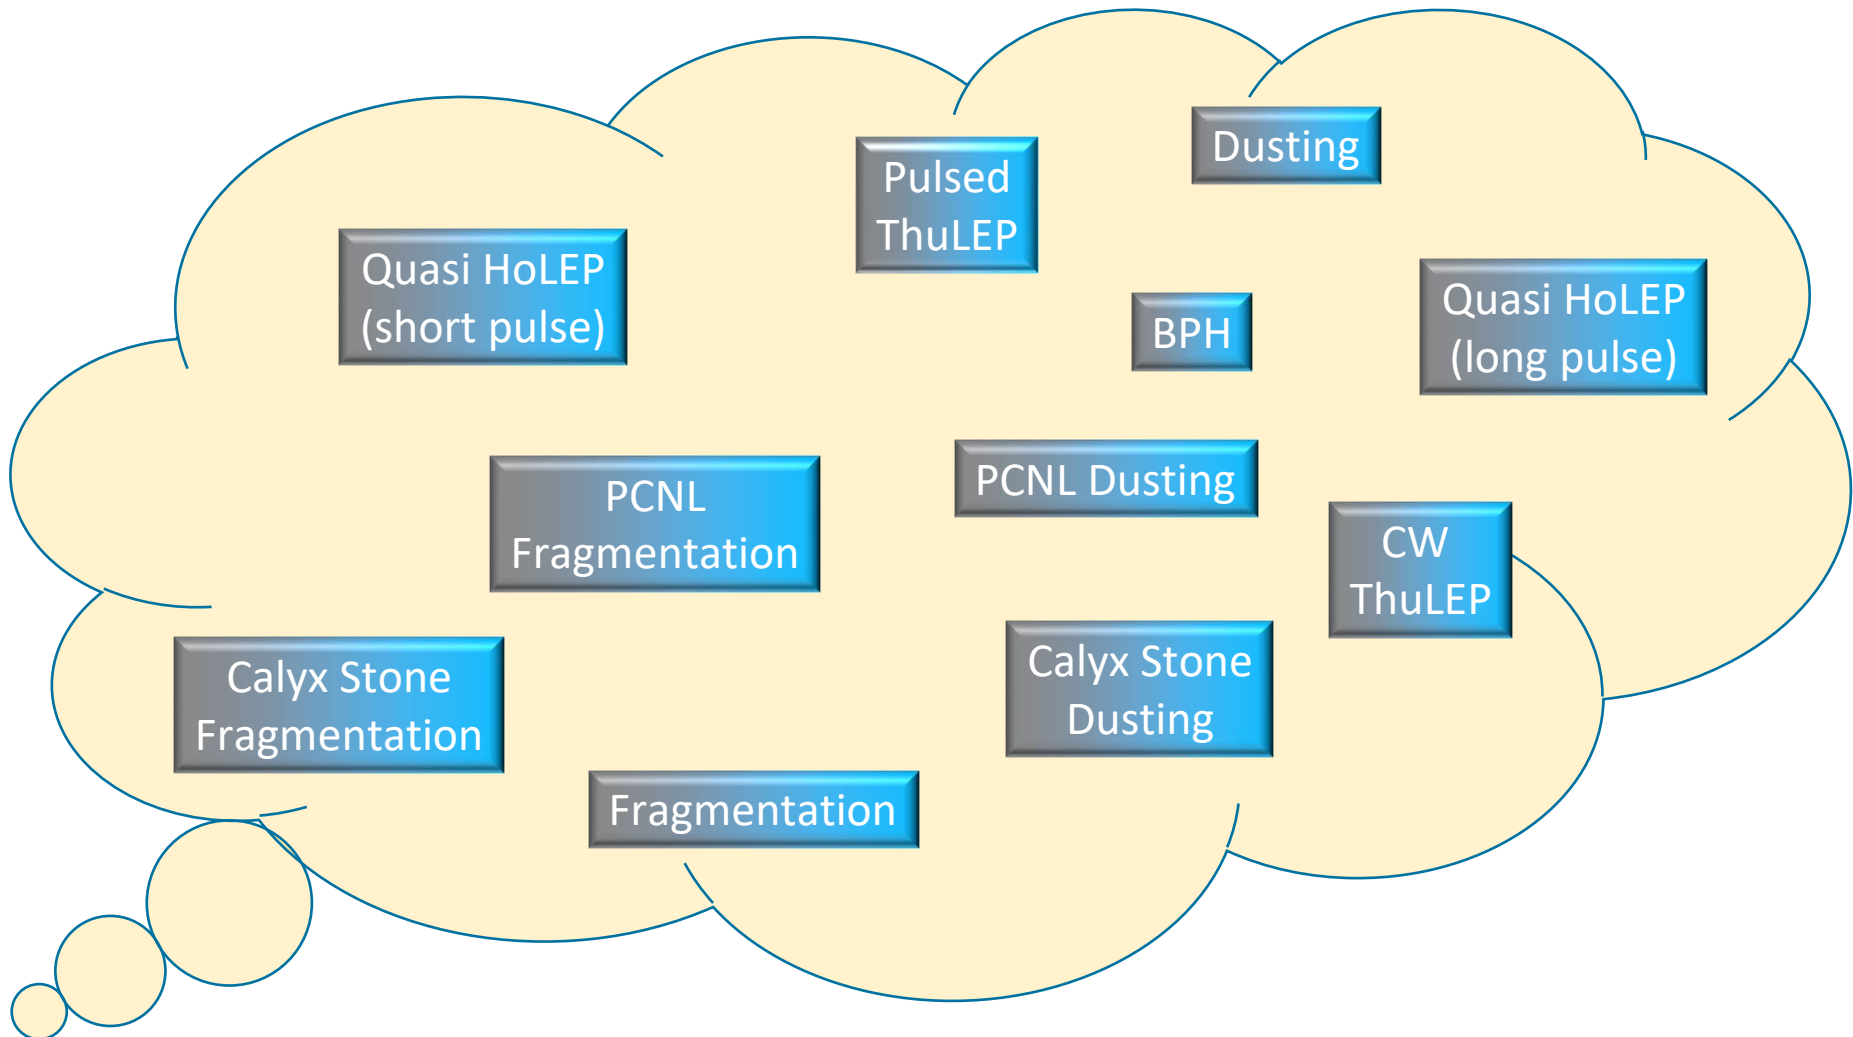 Dusting
Pulsed
ThuLEP
Quasi HoLEP
(short pulse)
Quasi HoLEP
(long pulse)
BPH
PCNL Dusting
PCNL
Fragmentation
CW
ThuLEP
Calyx Stone
Dusting
Calyx Stone
Fragmentation
Fragmentation